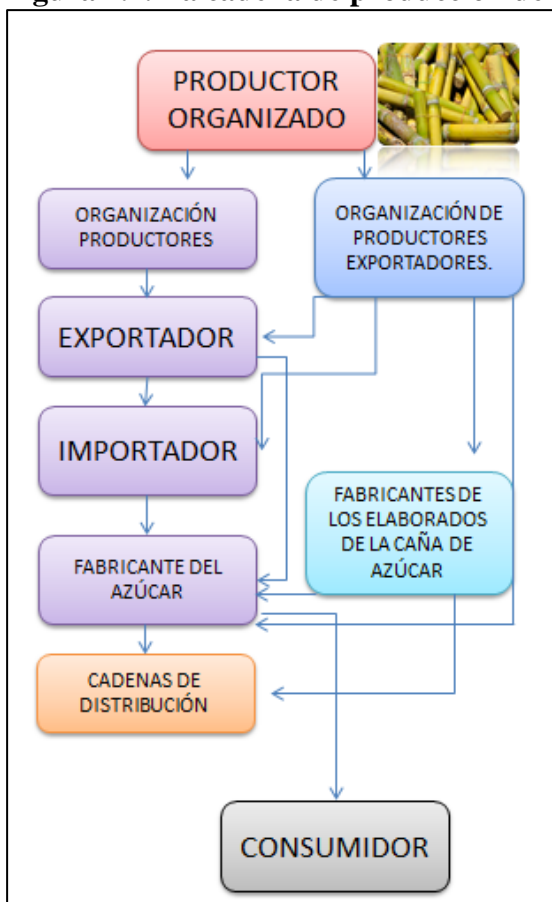 PRODUCTOR
ORGANIZADO
ORGANIZACIÓN
PRODUCTORES
ORGANIZACIÓN DE
PRODUCTORES
EXPORTADORES.
EXPORTADOR
IMPORTADOR
FABRICANTES DE
LOS ELABORADOS
DE LA CAÑA DE
AZÚCAR
FABRICANTE DEL
AZÚCAR
CADENAS DE
DISTRIBUCIÓN
CONSUMIDOR